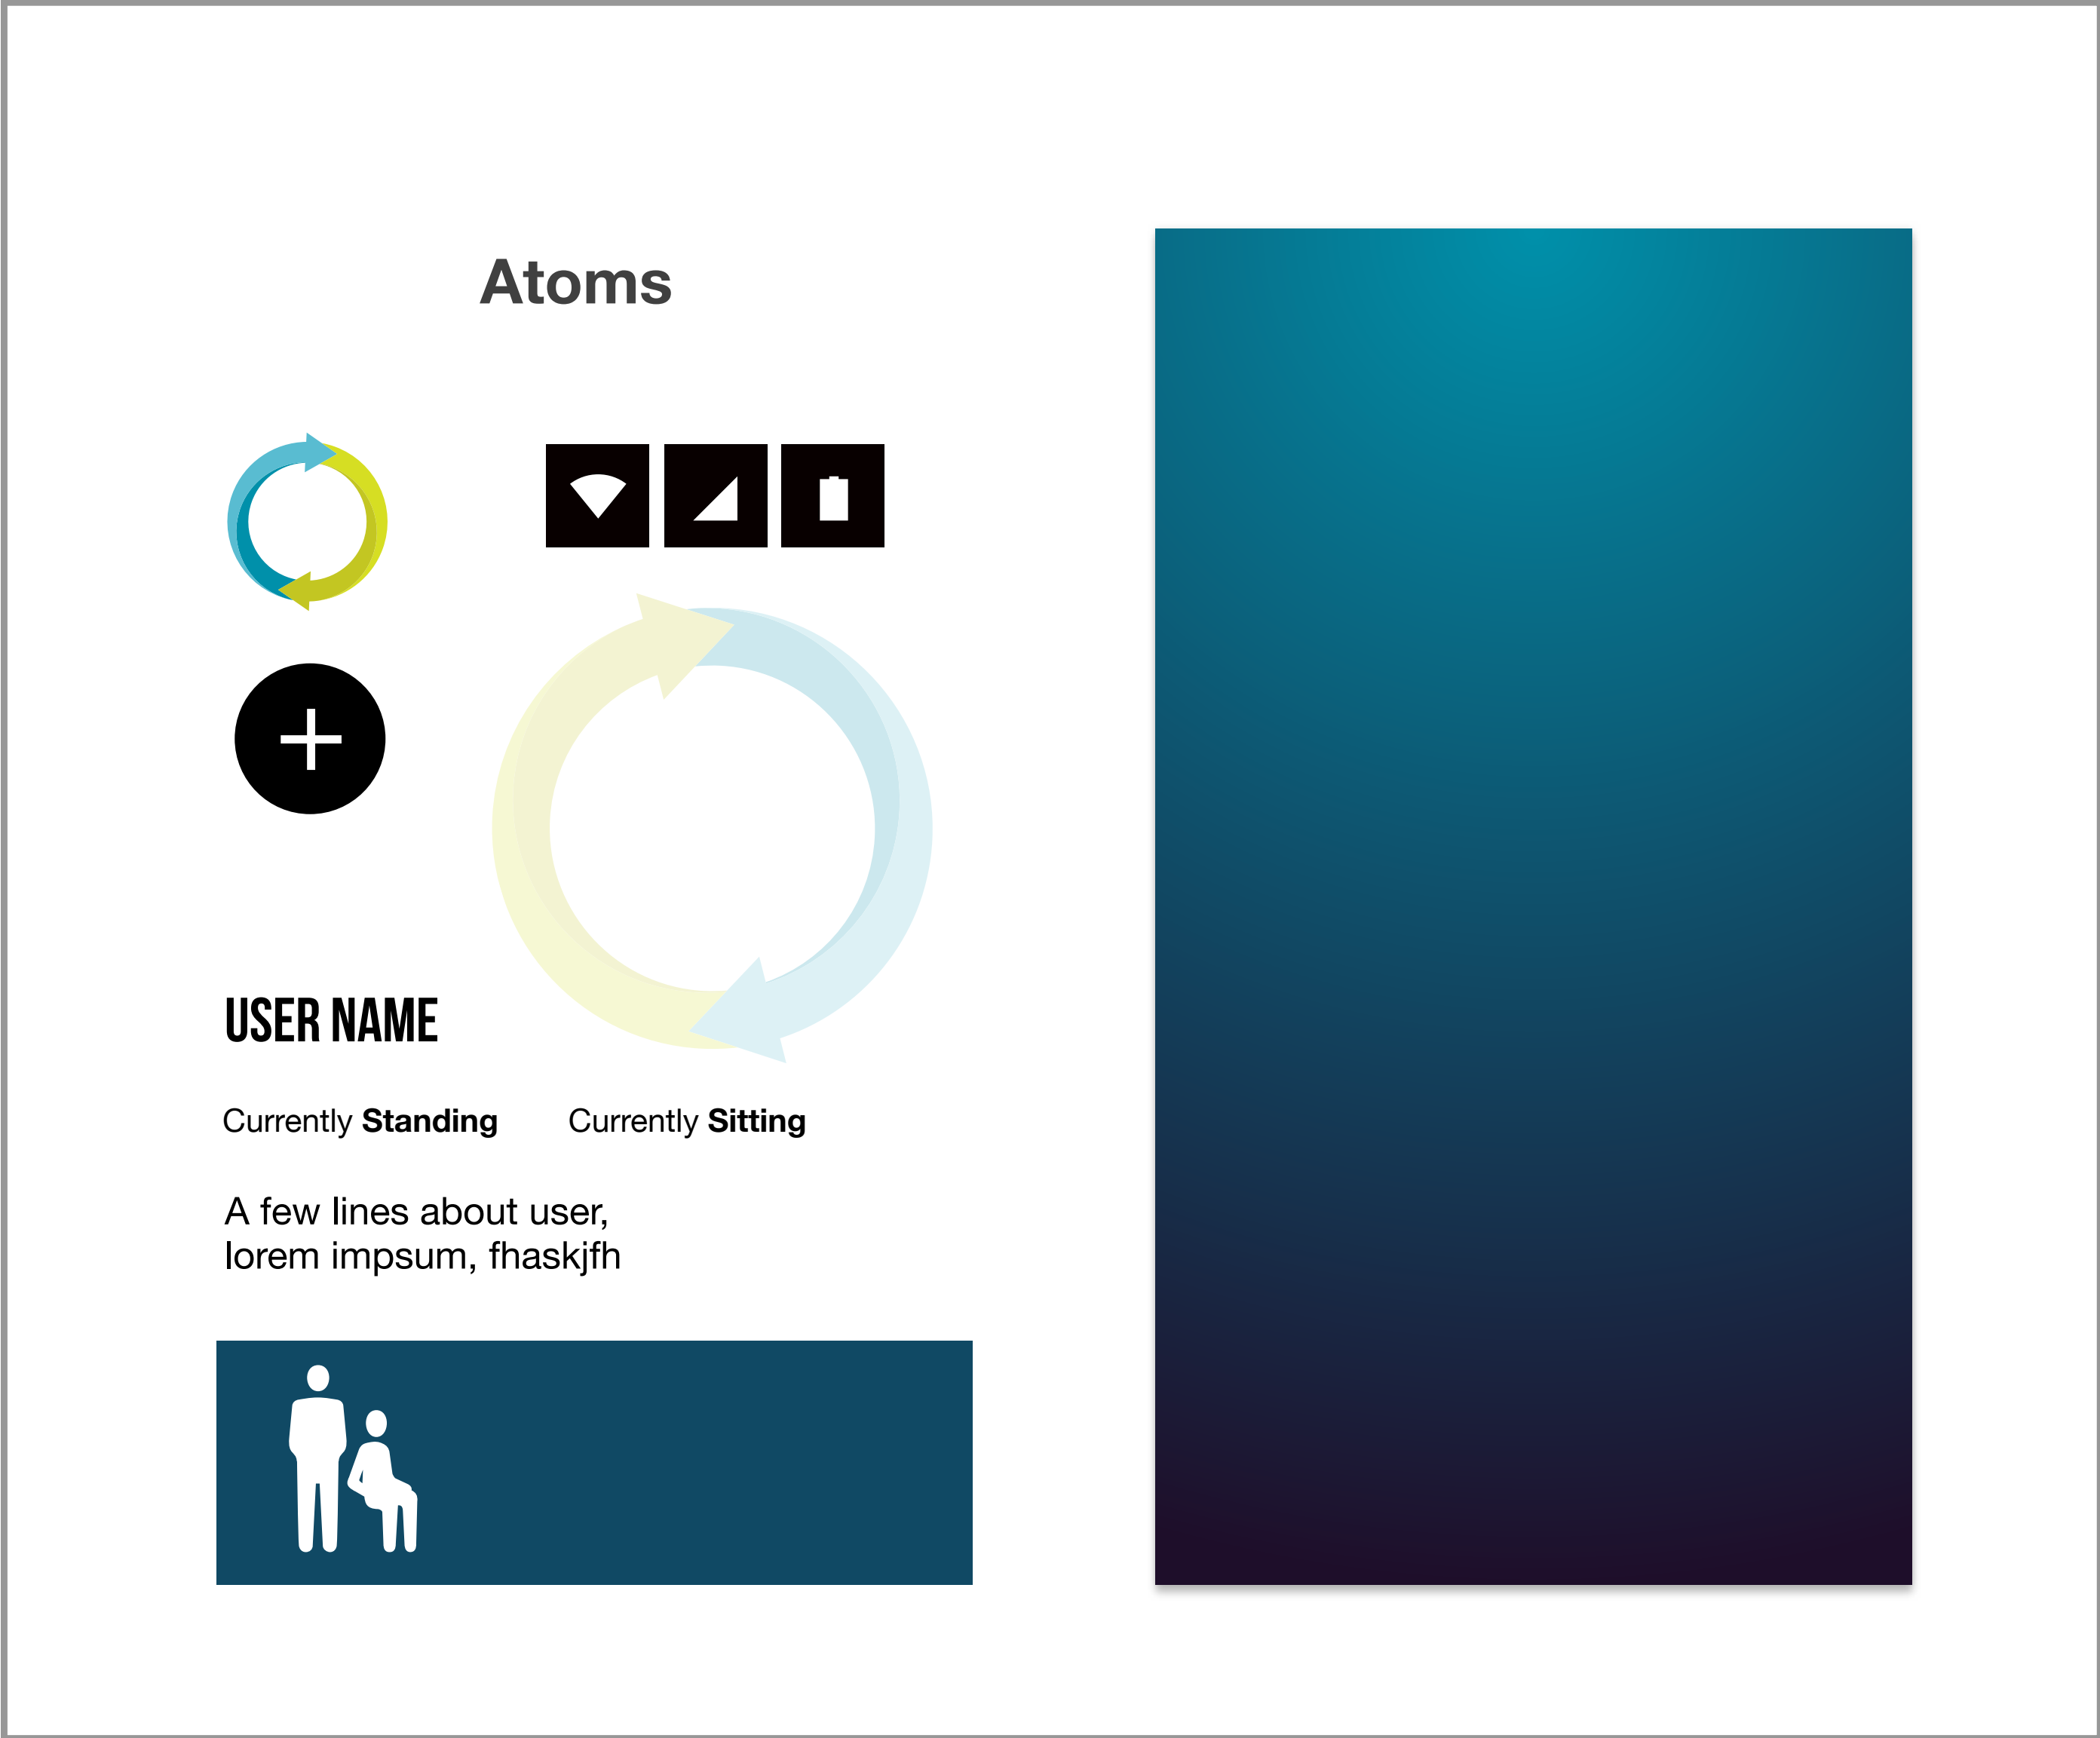 Atoms
USER NAME
Currently Standing
Currently Sitting
A few lines about user,
lorem impsum, fhaskjfh